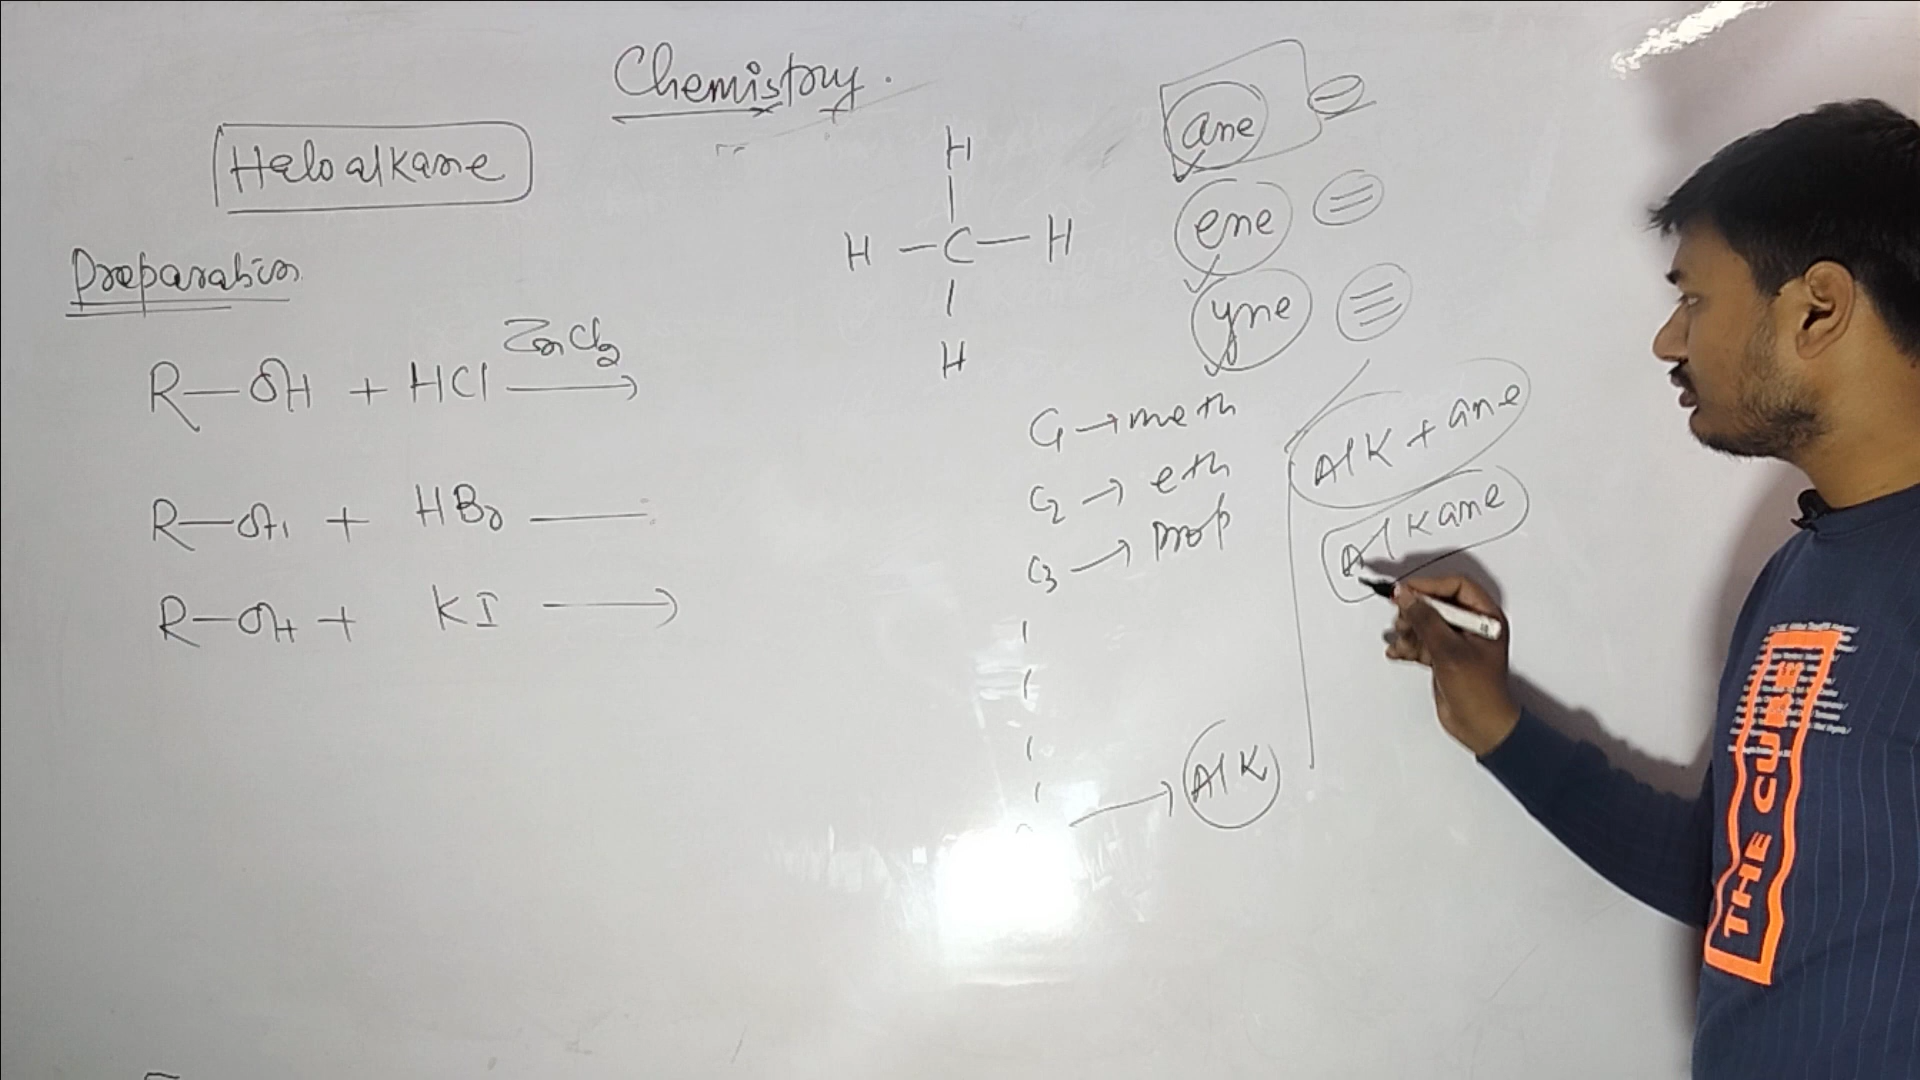 Chemistry.
Haloalkane
Preparation
R—OH + HCl ZnCl2 →
R—OH + HBr —
R—OH + KI →
H
|
H — C — H
|
H
ane −
ene =
yne ≡
C1 → meth
C2 → eth
C3 → Prop
→ AlK
AlK + ane
AlKane
THE CURE